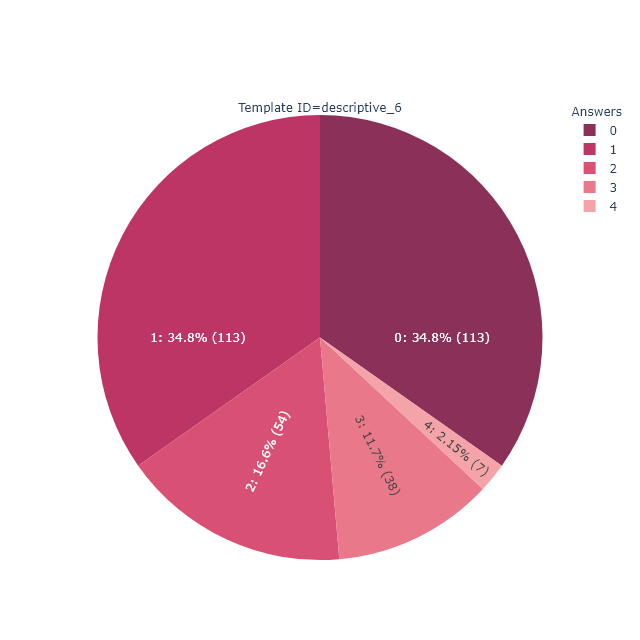 Template ID=descriptive_6
Answers
0
1
2
3
4
1: 34.8% (113)
0: 34.8% (113)
2: 16.6% (54)
3: 11.7% (38)
4: 2.15% (7)